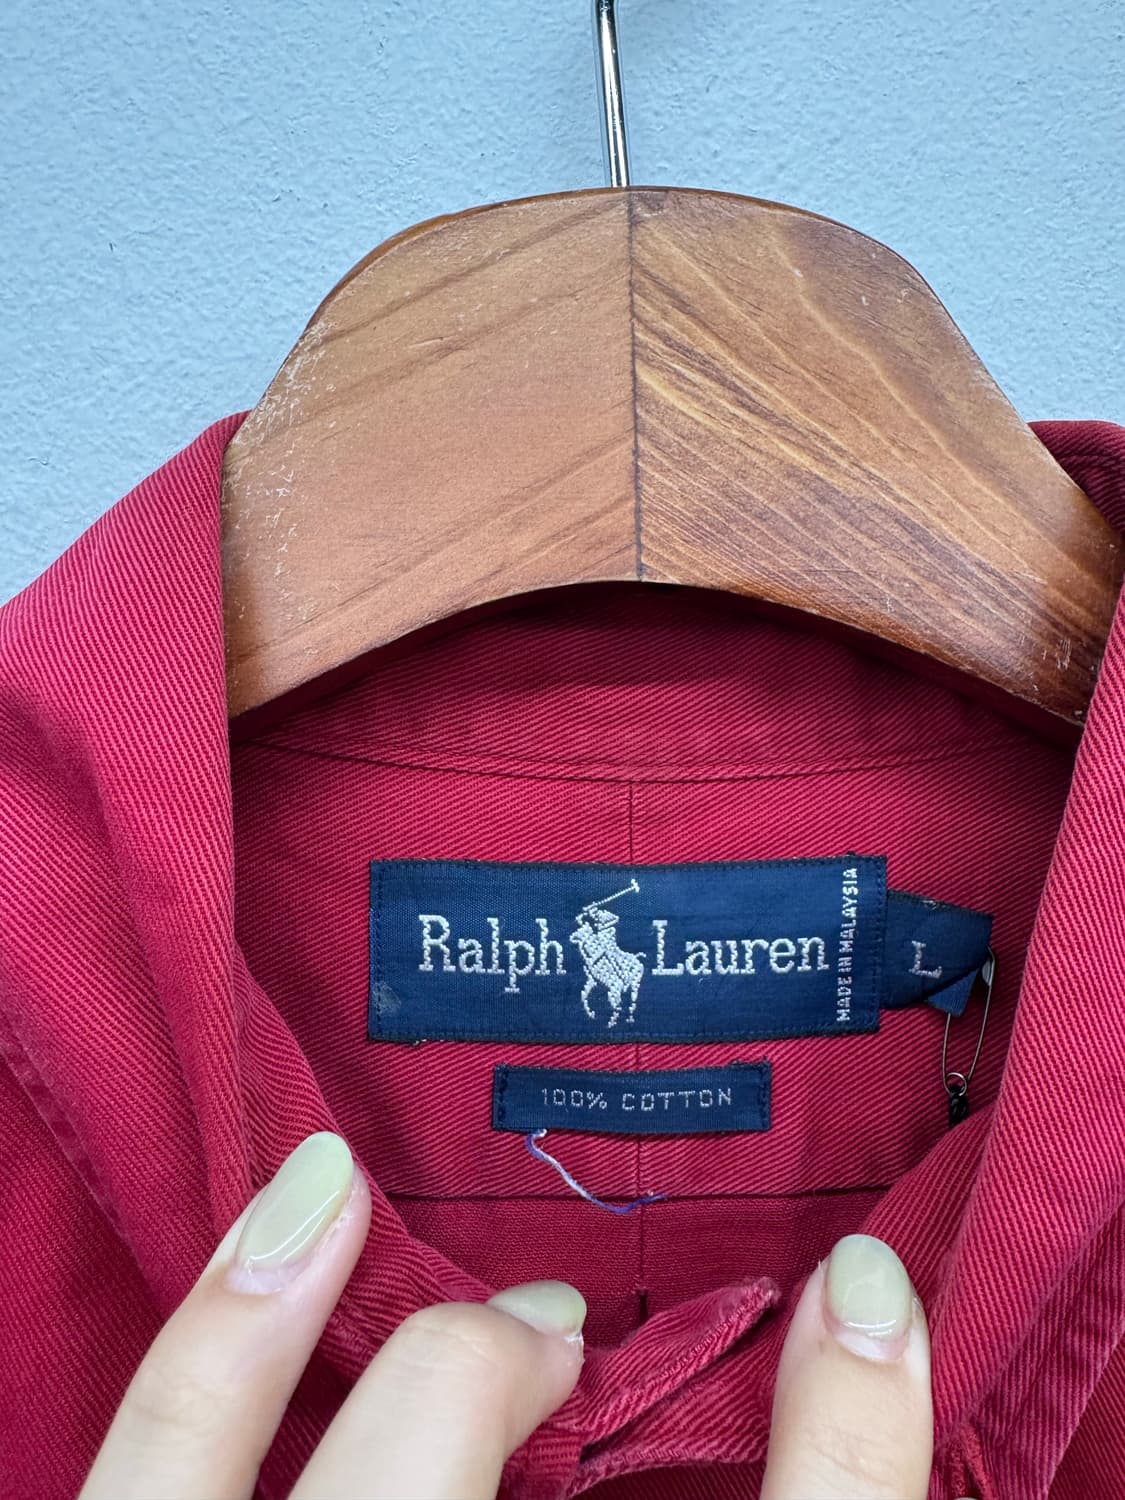 Ralph Lauren
MADE IN MALAYSIA
L
100% COTTON